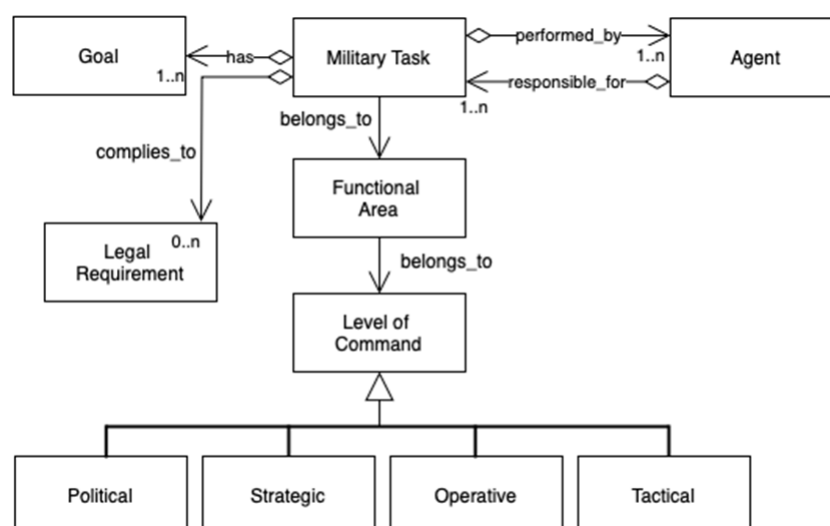 Goal
1..n
has
Military Task
performed_by
1..n
Agent
responsible_for
1..n
belongs_to
complies_to
Functional
Area
0..n
Legal
Requirement
belongs_to
Level of
Command
Political
Strategic
Operative
Tactical